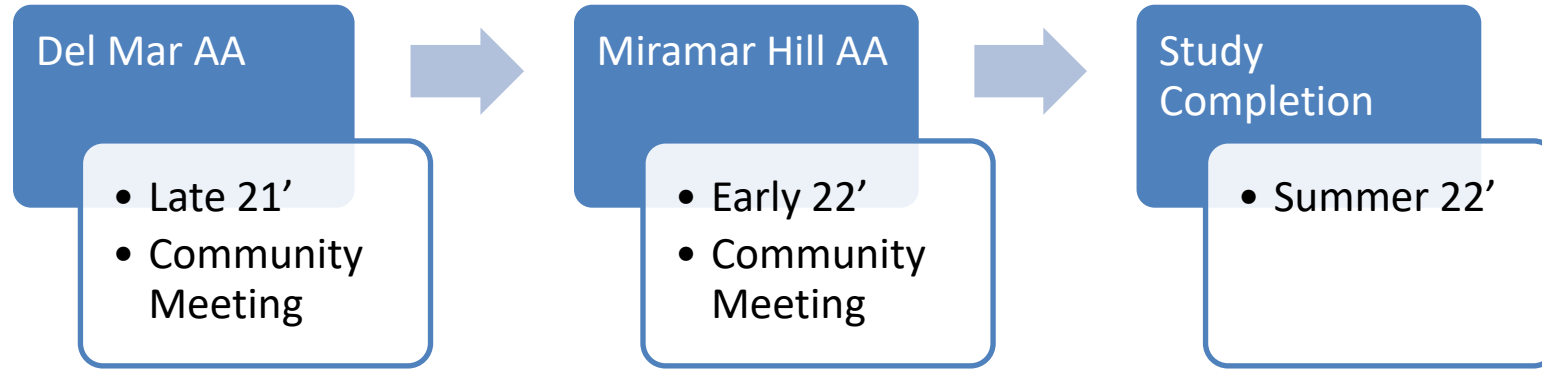 Del Mar AA
• Late 21’
• Community
Meeting
Miramar Hill AA
• Early 22’
• Community
Meeting
Study
Completion
• Summer 22’